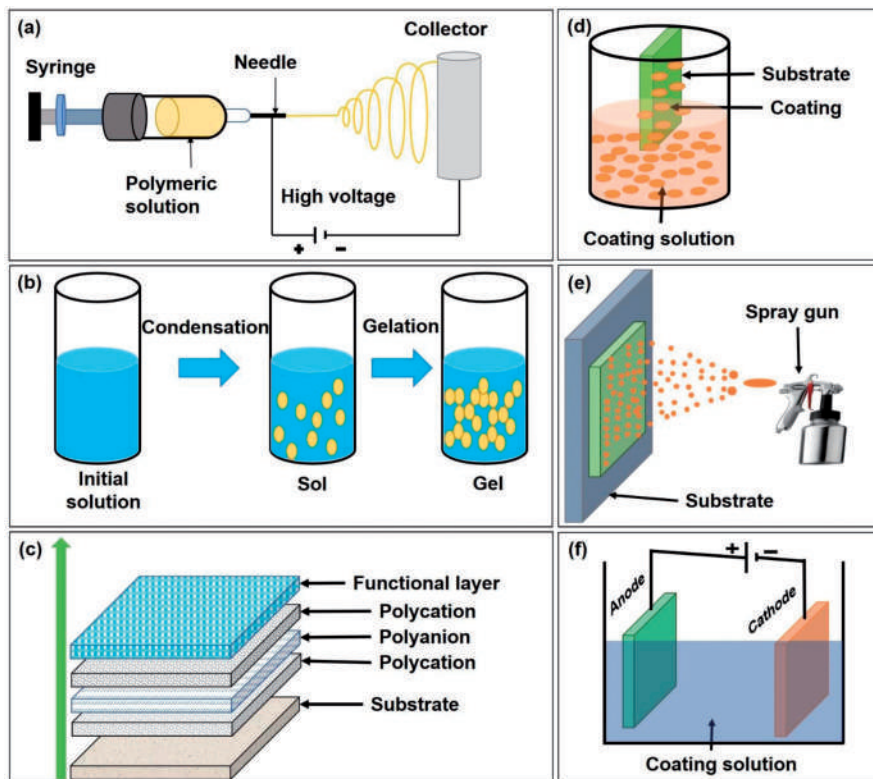 (a)
Syringe
Needle
Collector
Polymeric
solution
High voltage
+ −
(b)
Condensation
Gelation
Initial
solution
Sol
Gel
(c)
Functional layer
Polycation
Polyanion
Polycation
Substrate
(d)
Substrate
Coating
Coating solution
(e)
Spray gun
Substrate
(f)
+ −
Anode
Cathode
Coating solution